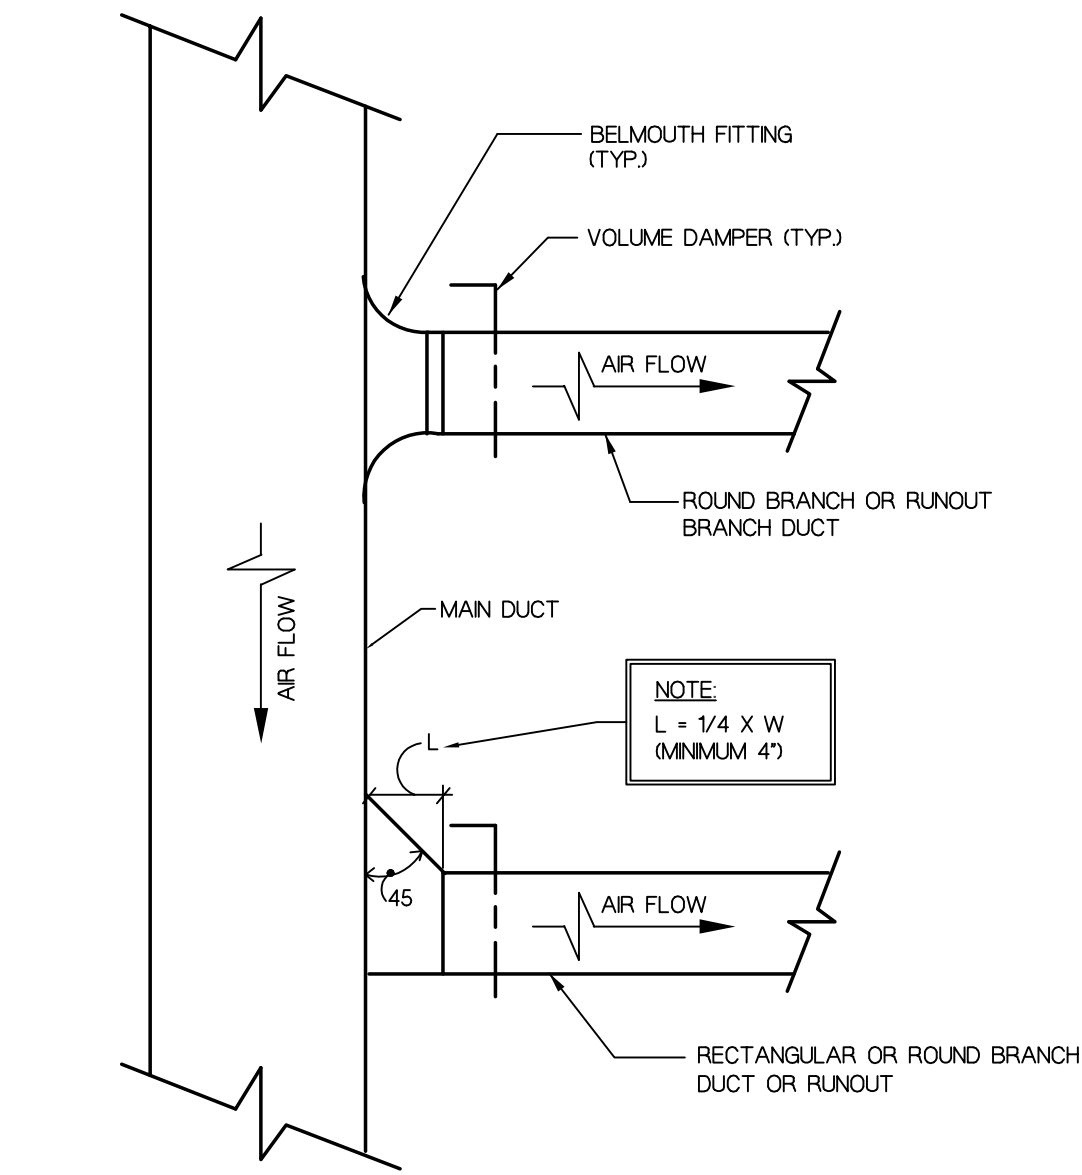 BELMOUTH FITTING
(TYP.)
VOLUME DAMPER (TYP.)
AIR FLOW
ROUND BRANCH OR RUNOUT
BRANCH DUCT
AIR FLOW
MAIN DUCT
NOTE:
L = 1/4 X W
(MINIMUM 4")
L
45
AIR FLOW
RECTANGULAR OR ROUND BRANCH
DUCT OR RUNOUT